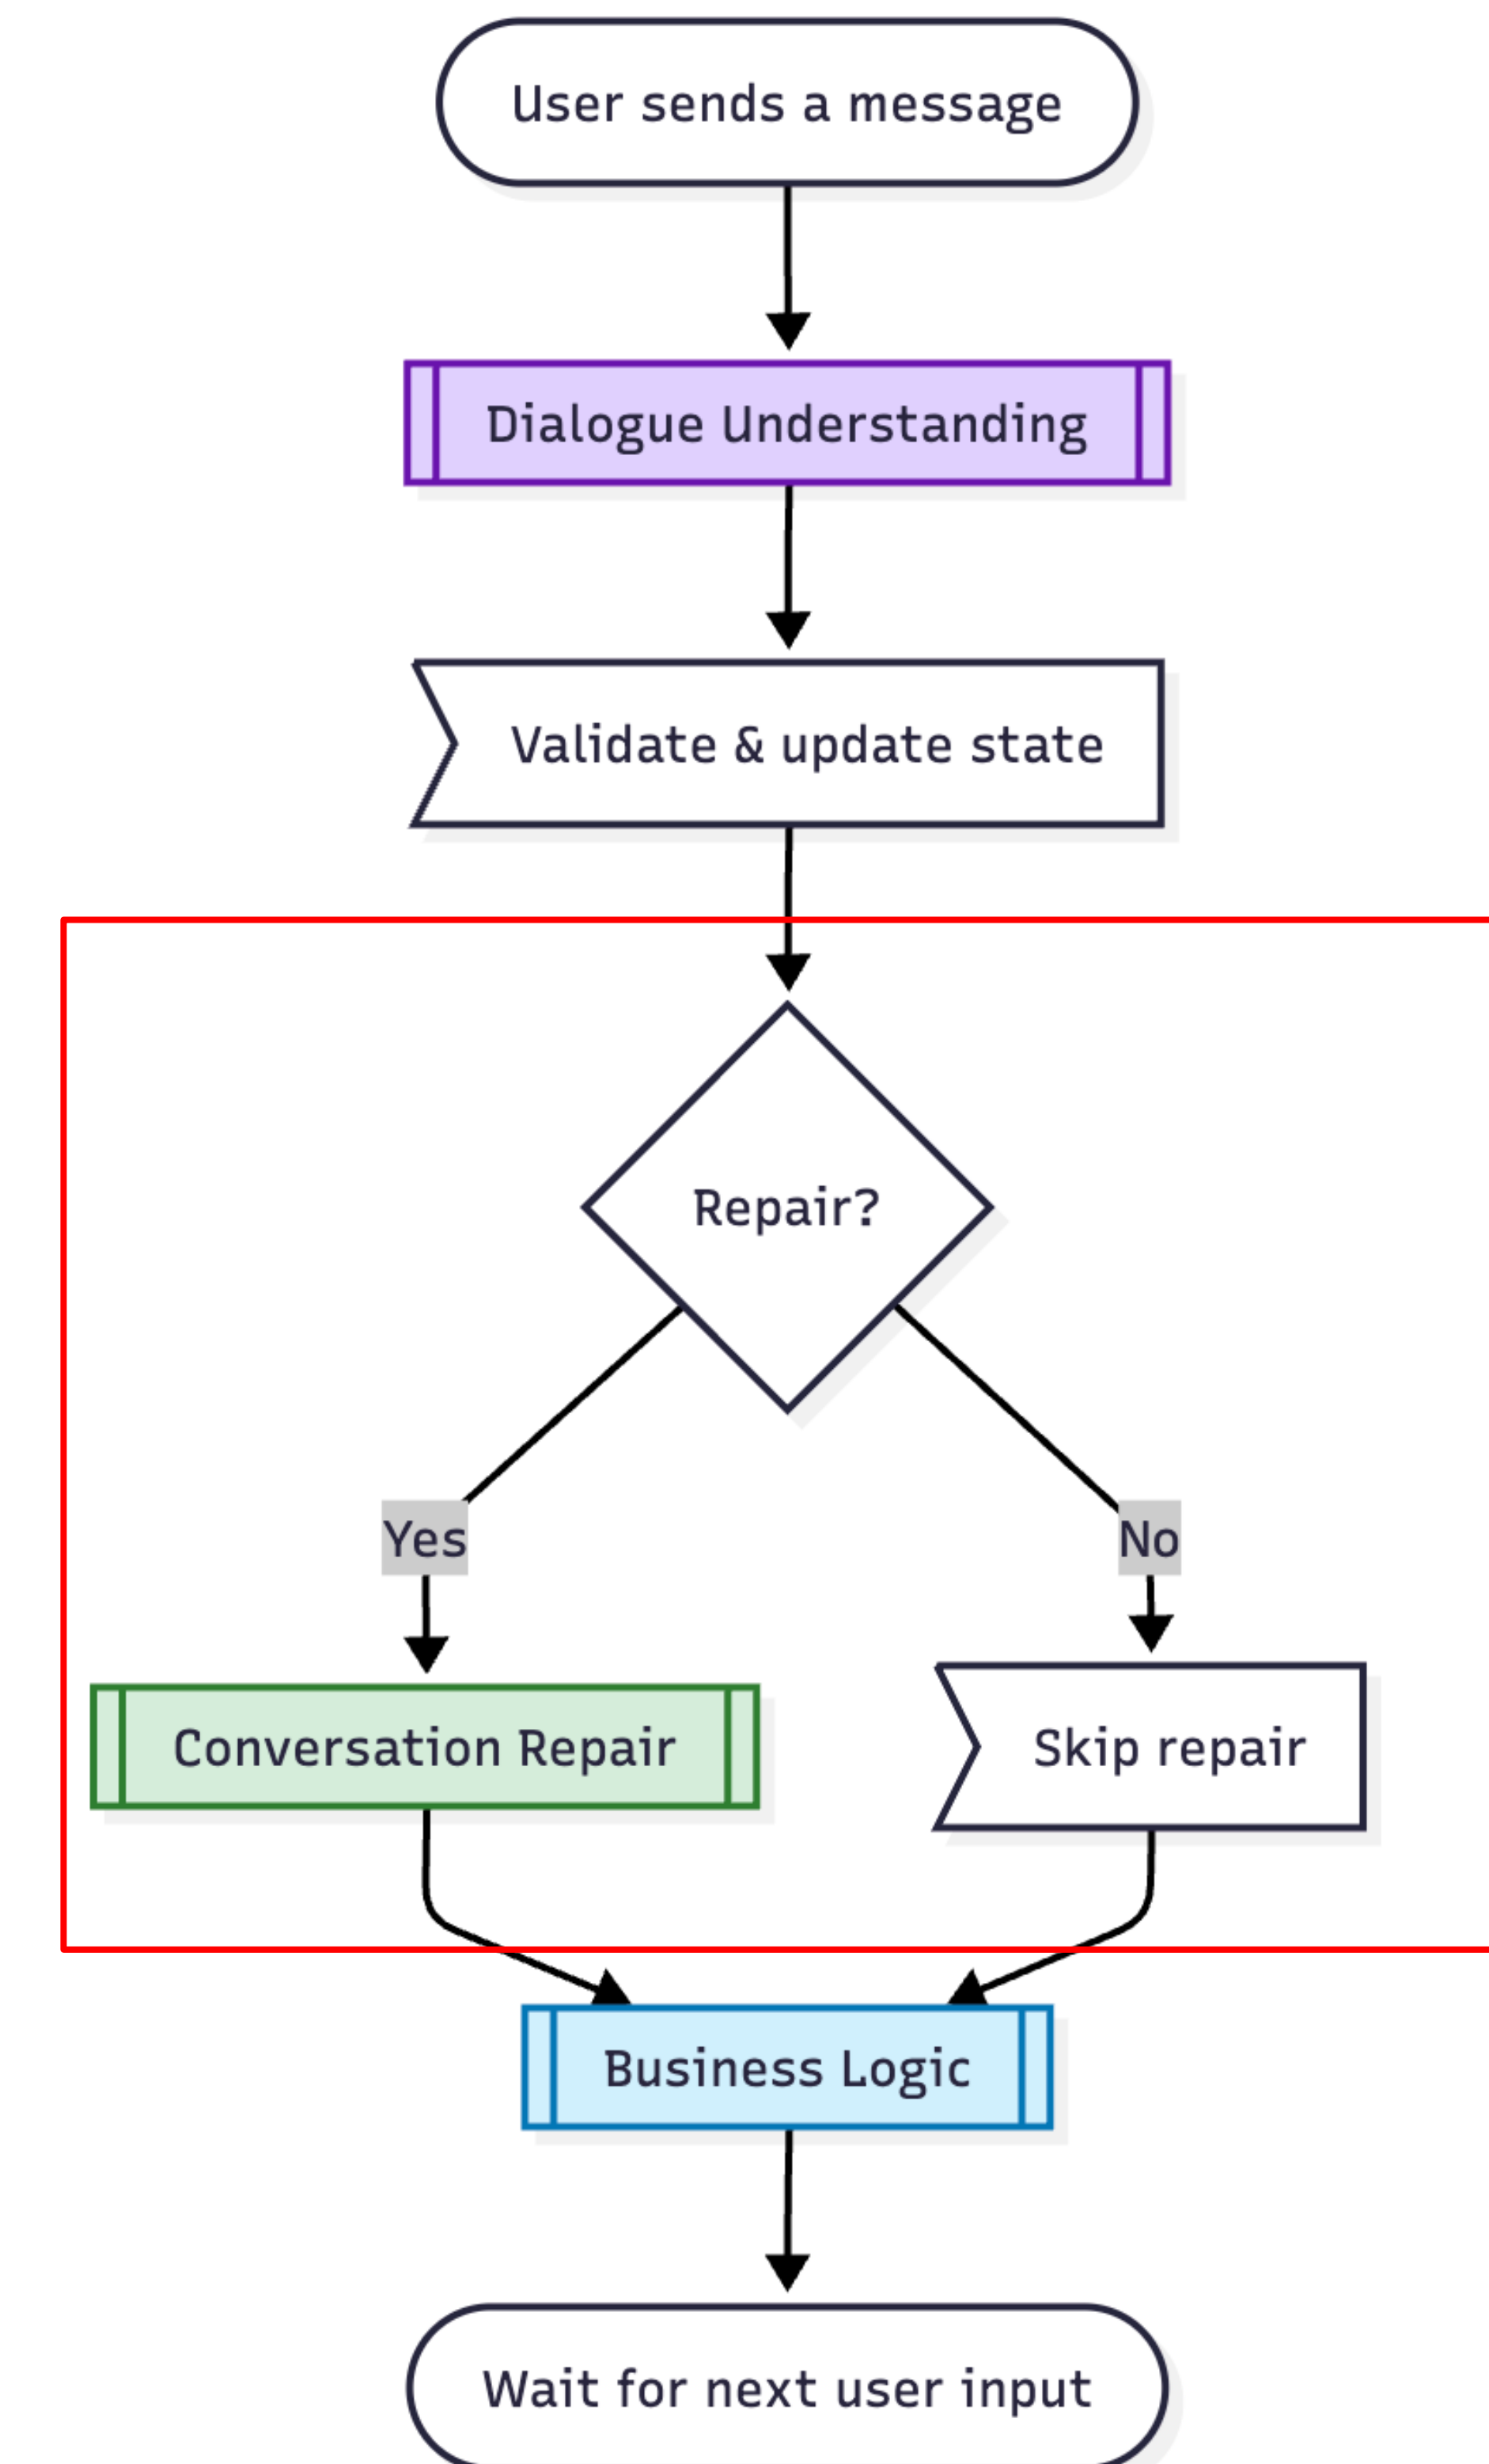 User sends a message
Dialogue Understanding
Validate & update state
Repair?
Yes
No
Conversation Repair
Skip repair
Business Logic
Wait for next user input